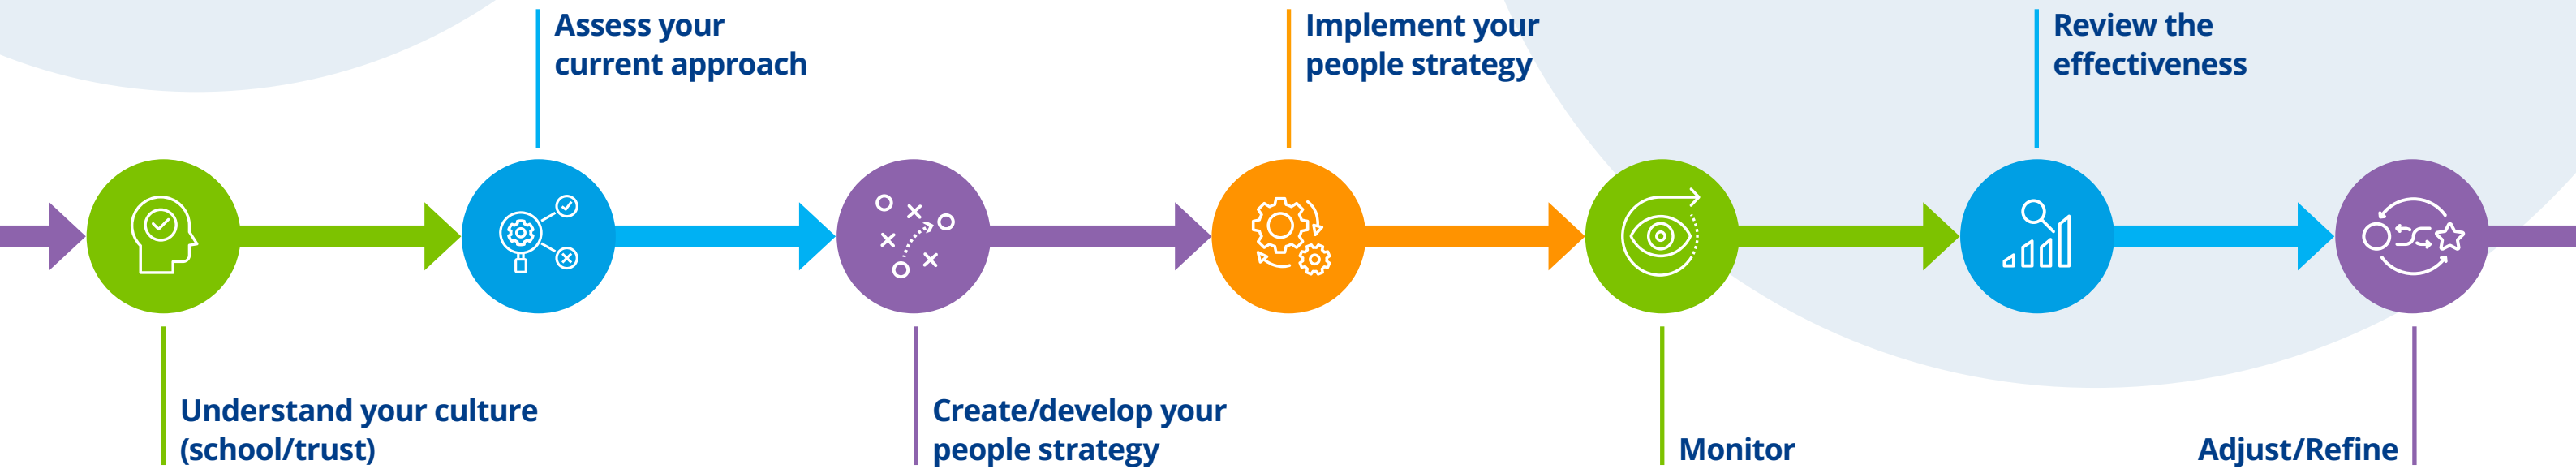 Assess your
current approach
Implement your
people strategy
Review the
effectiveness
Understand your culture
(school/trust)
Create/develop your
people strategy
Monitor
Adjust/Refine